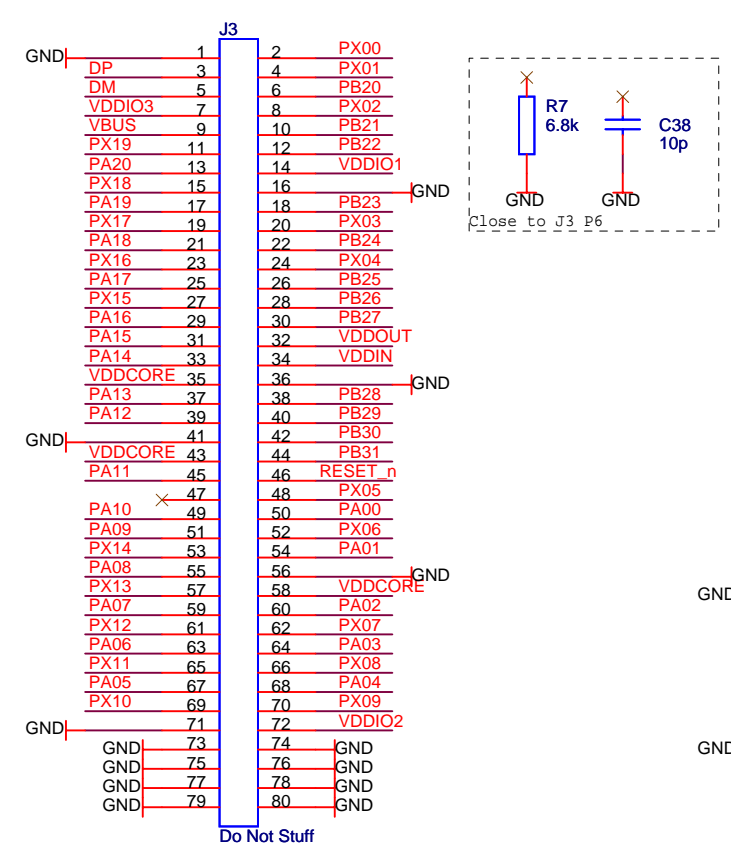 J3
GND 1 2 PX00
DP 3 4 PX01
DM 5 6 PB20
VDDIO3 7 8 PX02
VBUS 9 10 PB21
PX19 11 12 PB22
PA20 13 14 VDDIO1
PX18 15 16 GND
PA19 17 18 PB23
PX17 19 20 PX03
PA18 21 22 PB24
PX16 23 24 PX04
PA17 25 26 PB25
PX15 27 28 PB26
PA16 29 30 PB27
PA15 31 32 VDDOUT
PA14 33 34 VDDIN
VDDCORE 35 36 GND
PA13 37 38 PB28
PA12 39 40 PB29
GND 41 42 PB30
VDDCORE 43 44 PB31
PA11 45 46 RESET_n
47 48 PX05
PA10 49 50 PA00
PA09 51 52 PX06
PX14 53 54 PA01
PA08 55 56 GND
PX13 57 58 VDDCORE
PA07 59 60 PA02
PX12 61 62 PX07
PA06 63 64 PA03
PX11 65 66 PX08
PA05 67 68 PA04
PX10 69 70 PX09
GND 71 72 VDDIO2
GND 73 74 GND
GND 75 76 GND
GND 77 78 GND
GND 79 80 GND
Do Not Stuff
R7
6.8k
C38
10p
GND GND
Close to J3 P6
GND
GND